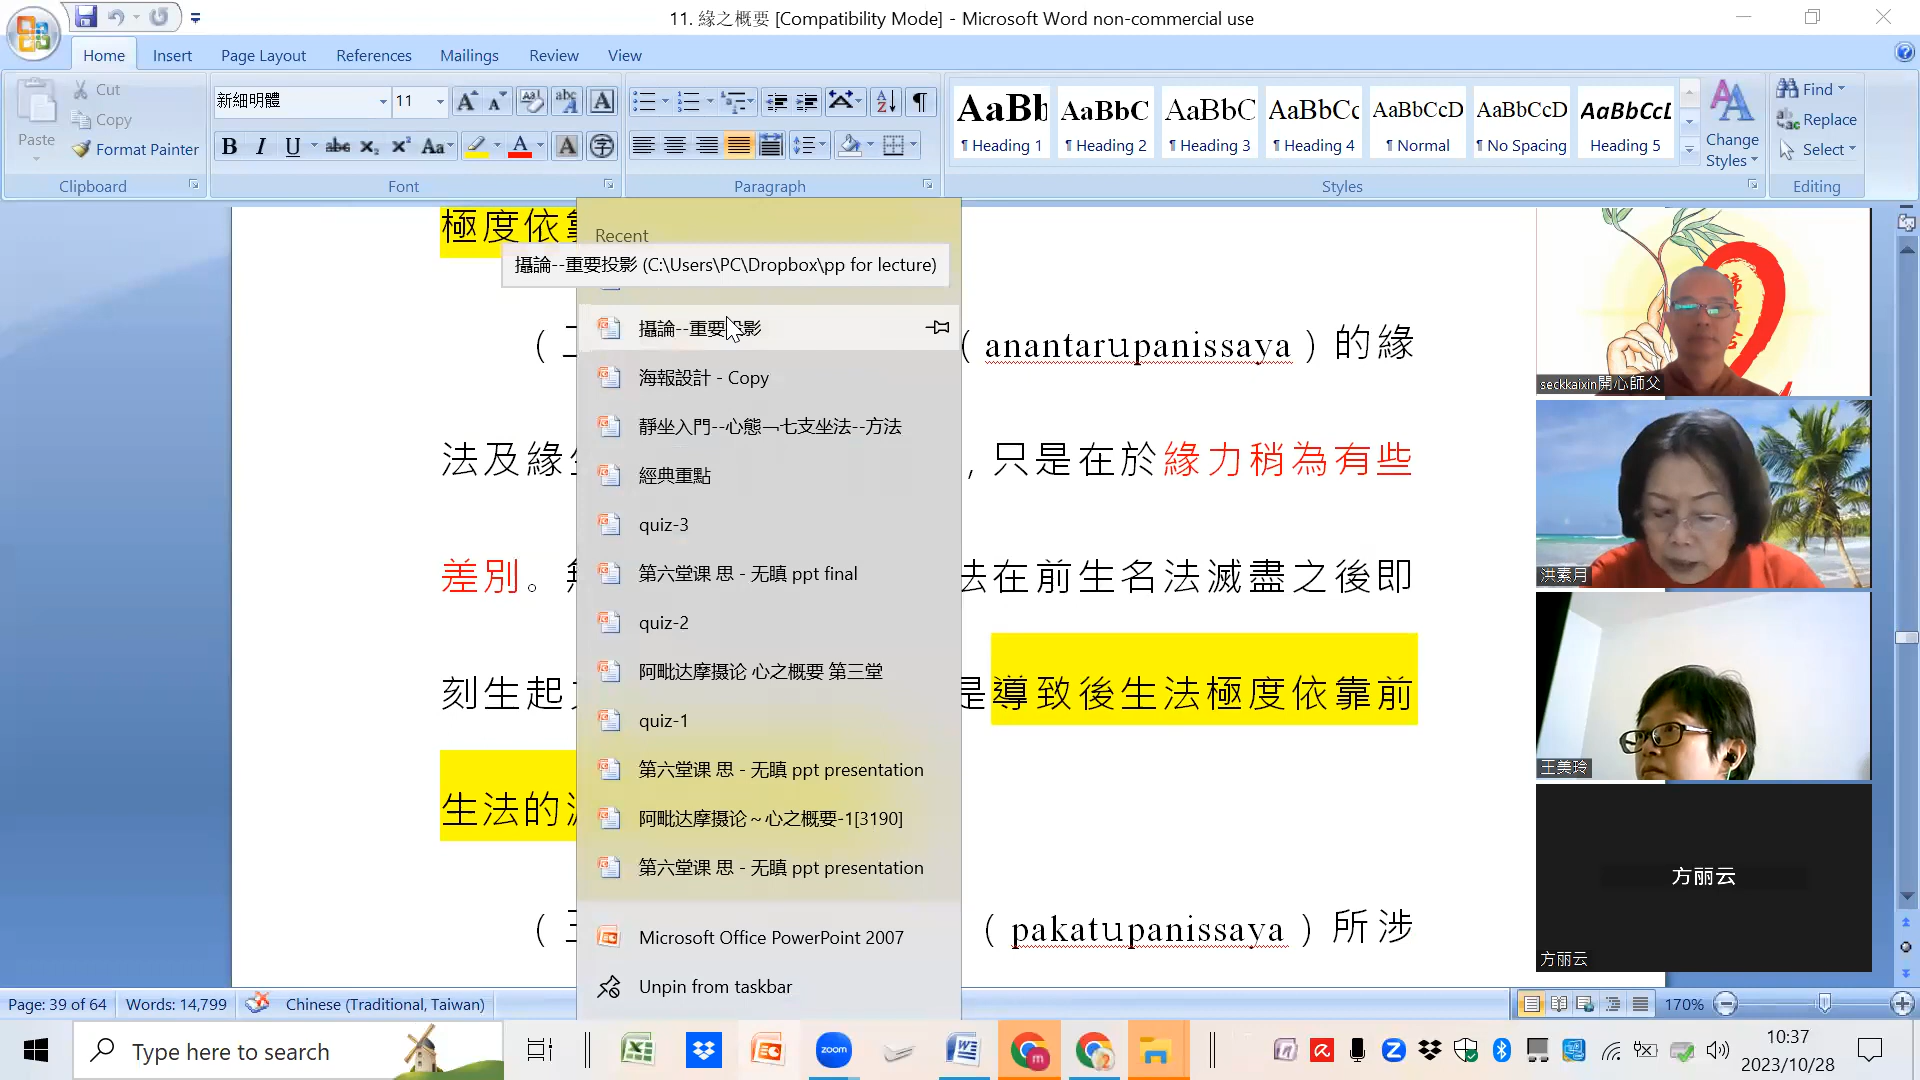 11. 緣之概要 [Compatibility Mode] - Microsoft Word non-commercial use
Home Insert Page Layout References Mailings Review View
Paste
Cut
Copy
Format Painter
Clipboard
新細明體 11
Font
Paragraph
AaBb AaBbC AaBbC AaBbCc AaBbCcD AaBbCcD AaBbCcL
¶ Heading 1 ¶ Heading 2 ¶ Heading 3 ¶ Heading 4 ¶ Normal ¶ No Spacing Heading 5
Change Styles
Styles
Find
Replace
Select
Editing
極度依靠
（anantarupanissaya）的緣
法及緣生 ，只是在於緣力稍為有些
差別。無 法在前生名法滅盡之後即
刻生起 是導致後生法極度依靠前
生法的
（pakatupanissaya）所涉
Recent
攝論--重要投影 (C:\Users\PC\Dropbox\pp for lecture)
攝論--重要投影
海報設計 - Copy
靜坐入門--心態﹁七支坐法--方法
經典重點
quiz-3
第六堂课 思 - 无瞋 ppt final
quiz-2
阿毗达摩摄论 心之概要 第三堂
quiz-1
第六堂课 思 - 无瞋 ppt presentation
阿毗达摩摄论～心之概要-1[3190]
第六堂课 思 - 无瞋 ppt presentation
Microsoft Office PowerPoint 2007
Unpin from taskbar
seckkaixin開心師父
洪素月
王美玲
方丽云
方丽云
Page: 39 of 64 Words: 14,799 Chinese (Traditional, Taiwan) 170%
Type here to search
zoom
10:37
2023/10/28